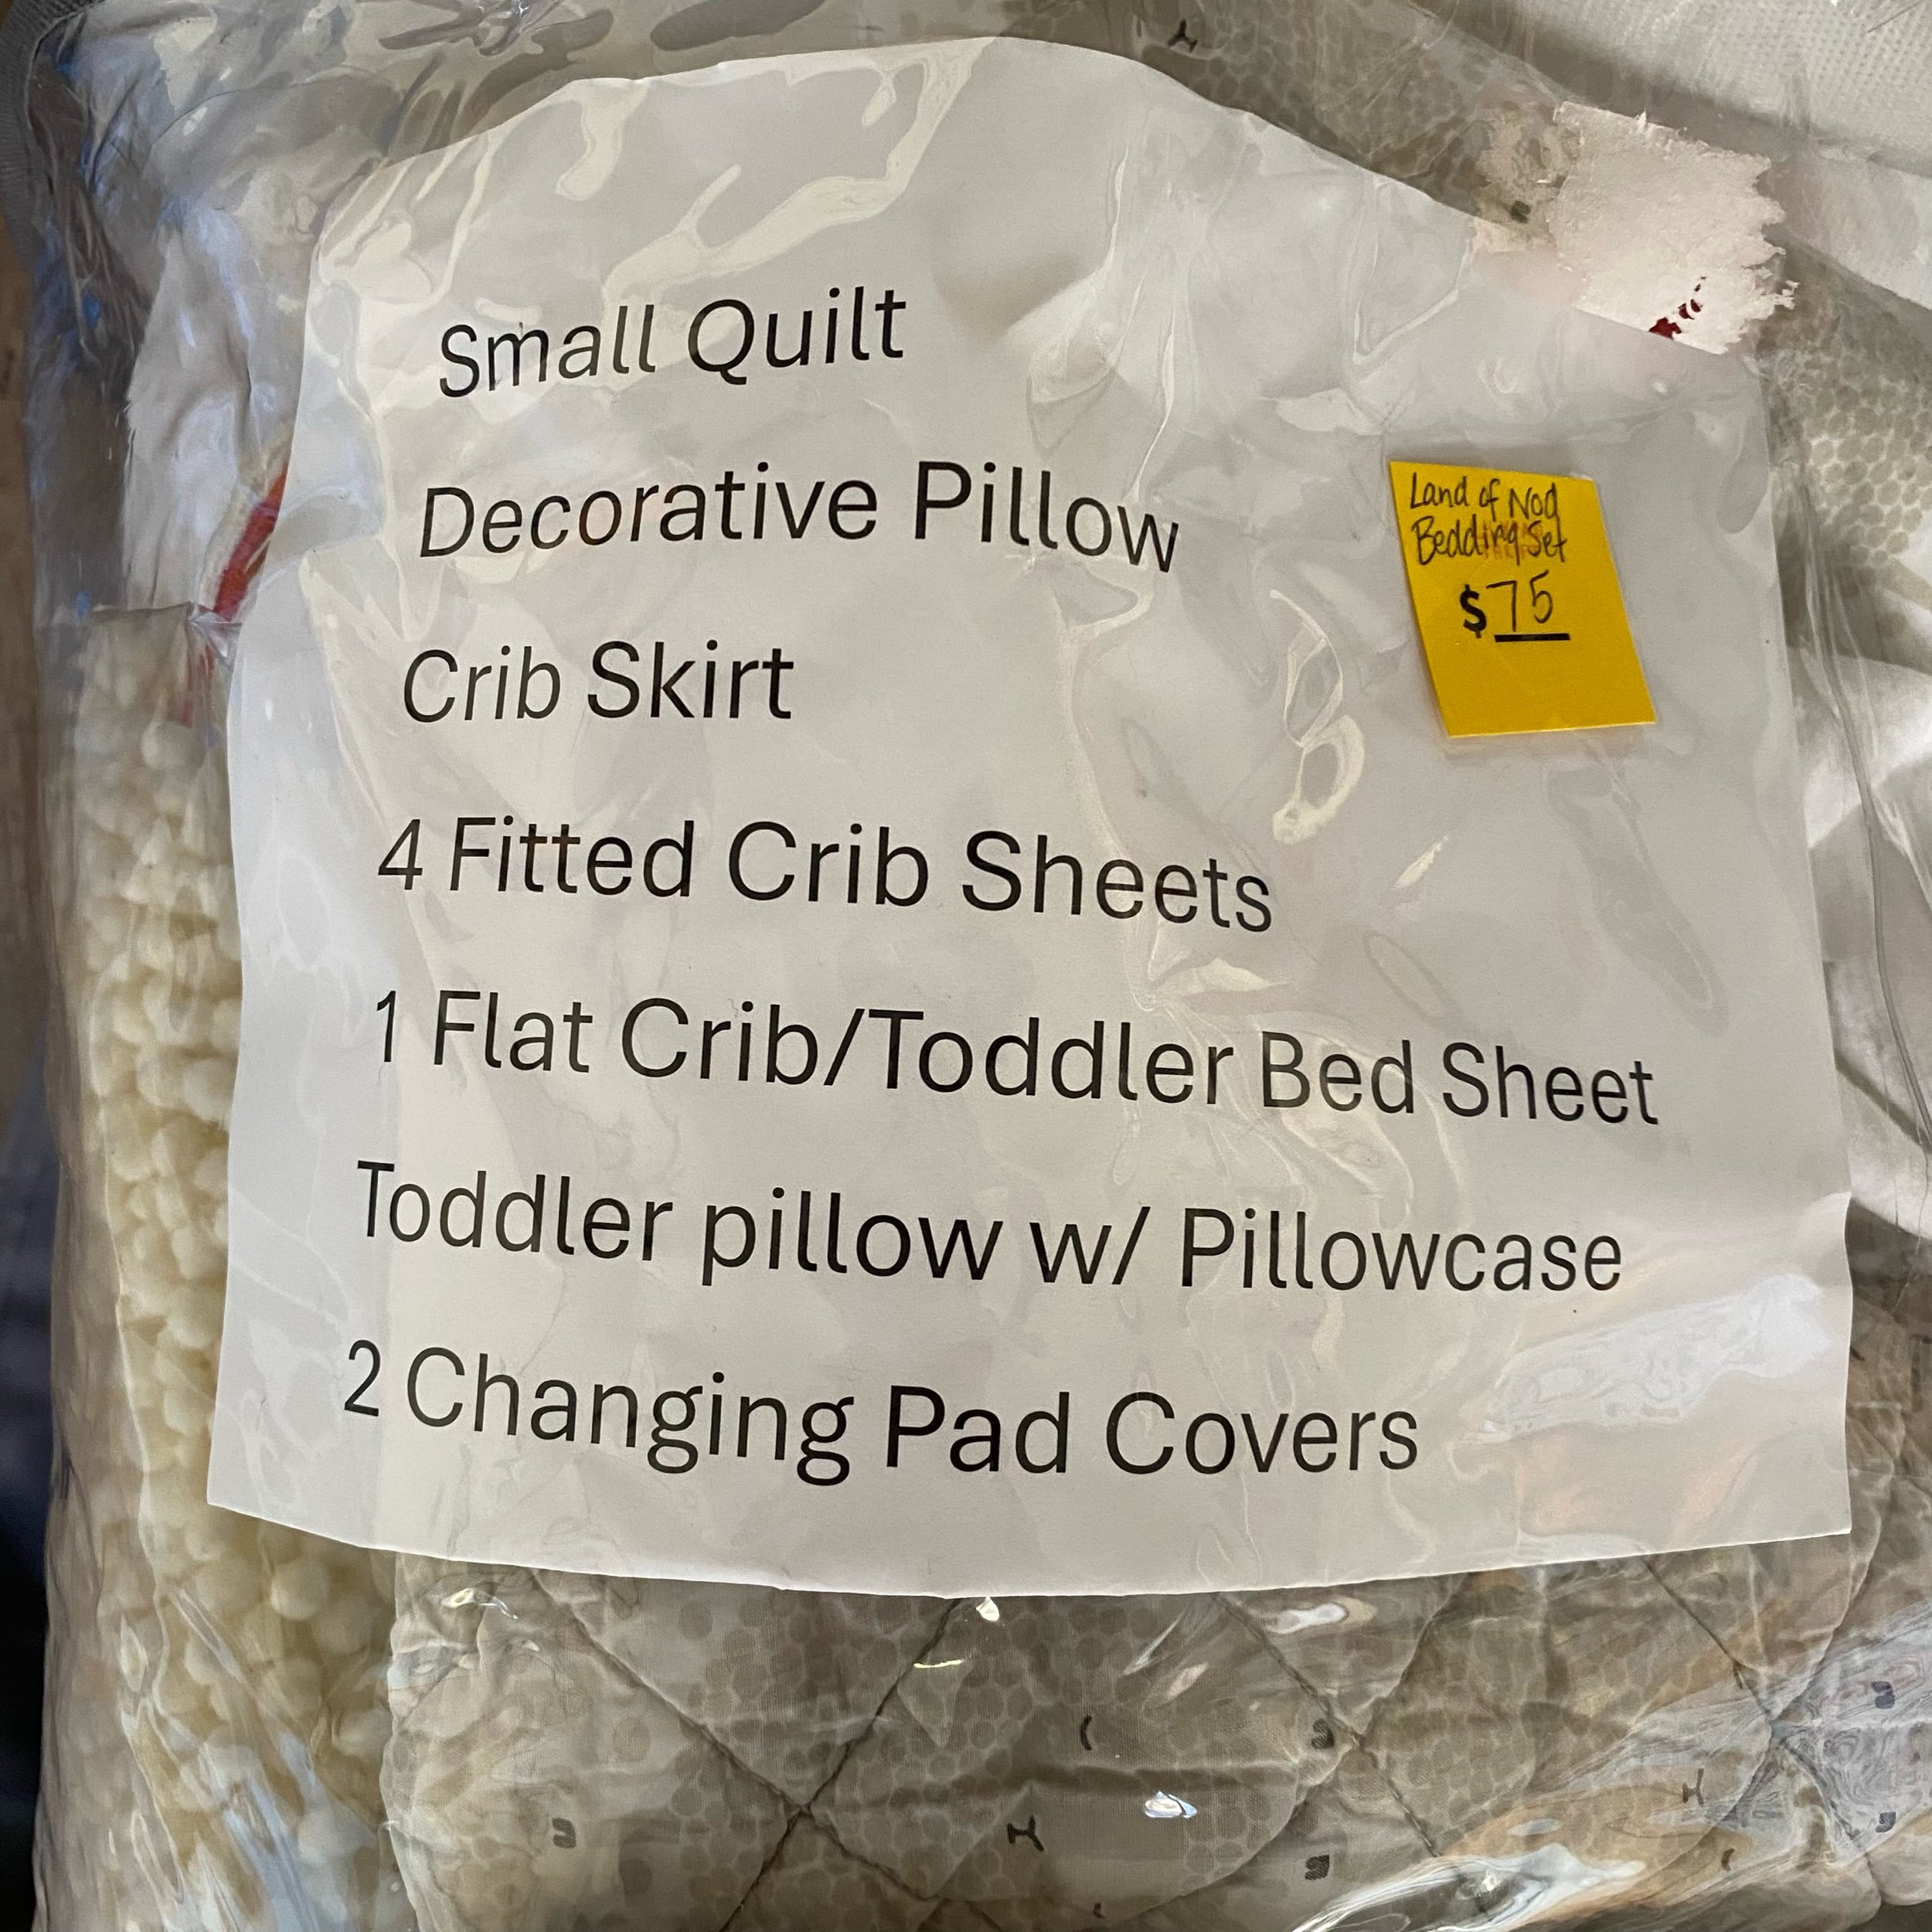 Small Quilt
Decorative Pillow
Crib Skirt
4 Fitted Crib Sheets
1 Flat Crib/Toddler Bed Sheet
Toddler pillow w/ Pillowcase
2 Changing Pad Covers
Land of Nod
Bedding Set
$75